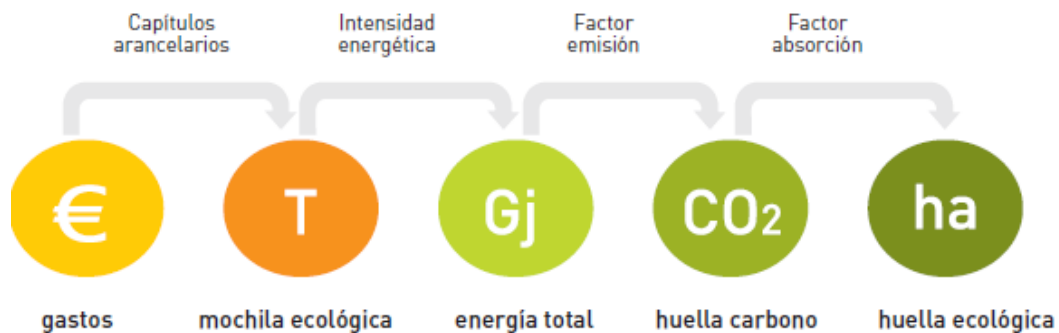 Capítulos
arancelarios
Intensidad
energética
Factor
emisión
Factor
absorción
€
T
Gj
CO₂
ha
gastos
mochila ecológica
energía total
huella carbono
huella ecológica